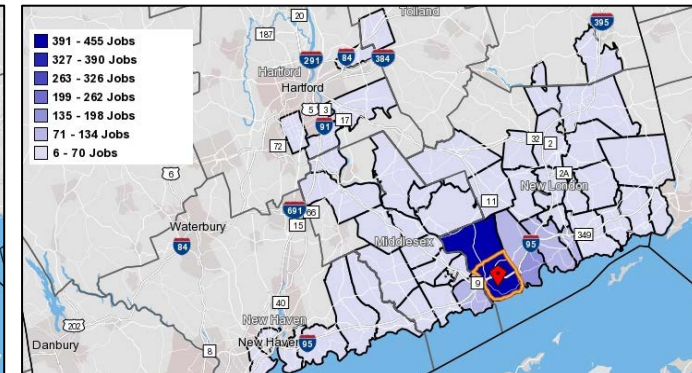 391 - 455 Jobs
327 - 390 Jobs
263 - 326 Jobs
199 - 262 Jobs
135 - 198 Jobs
71 - 134 Jobs
6 - 70 Jobs
Tolland
20
395
187
291
84
384
Hartford
Hartford
5
3
17
91
72
32
2
6
2A
New London
11
691
66
15
Waterbury
Middlesex
95
349
84
9
40
202
New Haven
New Haven
95
8
Danbury